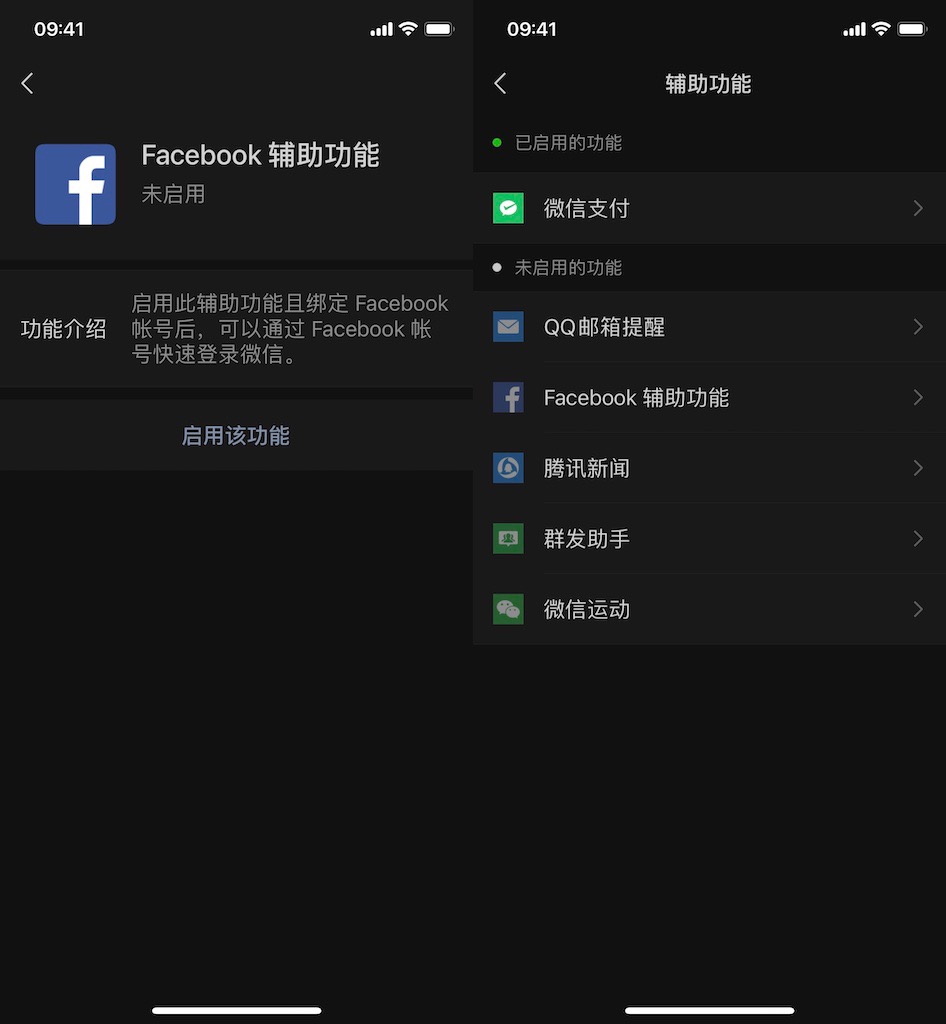 09:41
Facebook 辅助功能
未启用
功能介绍
启用此辅助功能且绑定 Facebook
帐号后，可以通过 Facebook 帐
号快速登录微信。
启用该功能
09:41
辅助功能
已启用的功能
微信支付
未启用的功能
QQ邮箱提醒
Facebook 辅助功能
腾讯新闻
群发助手
微信运动